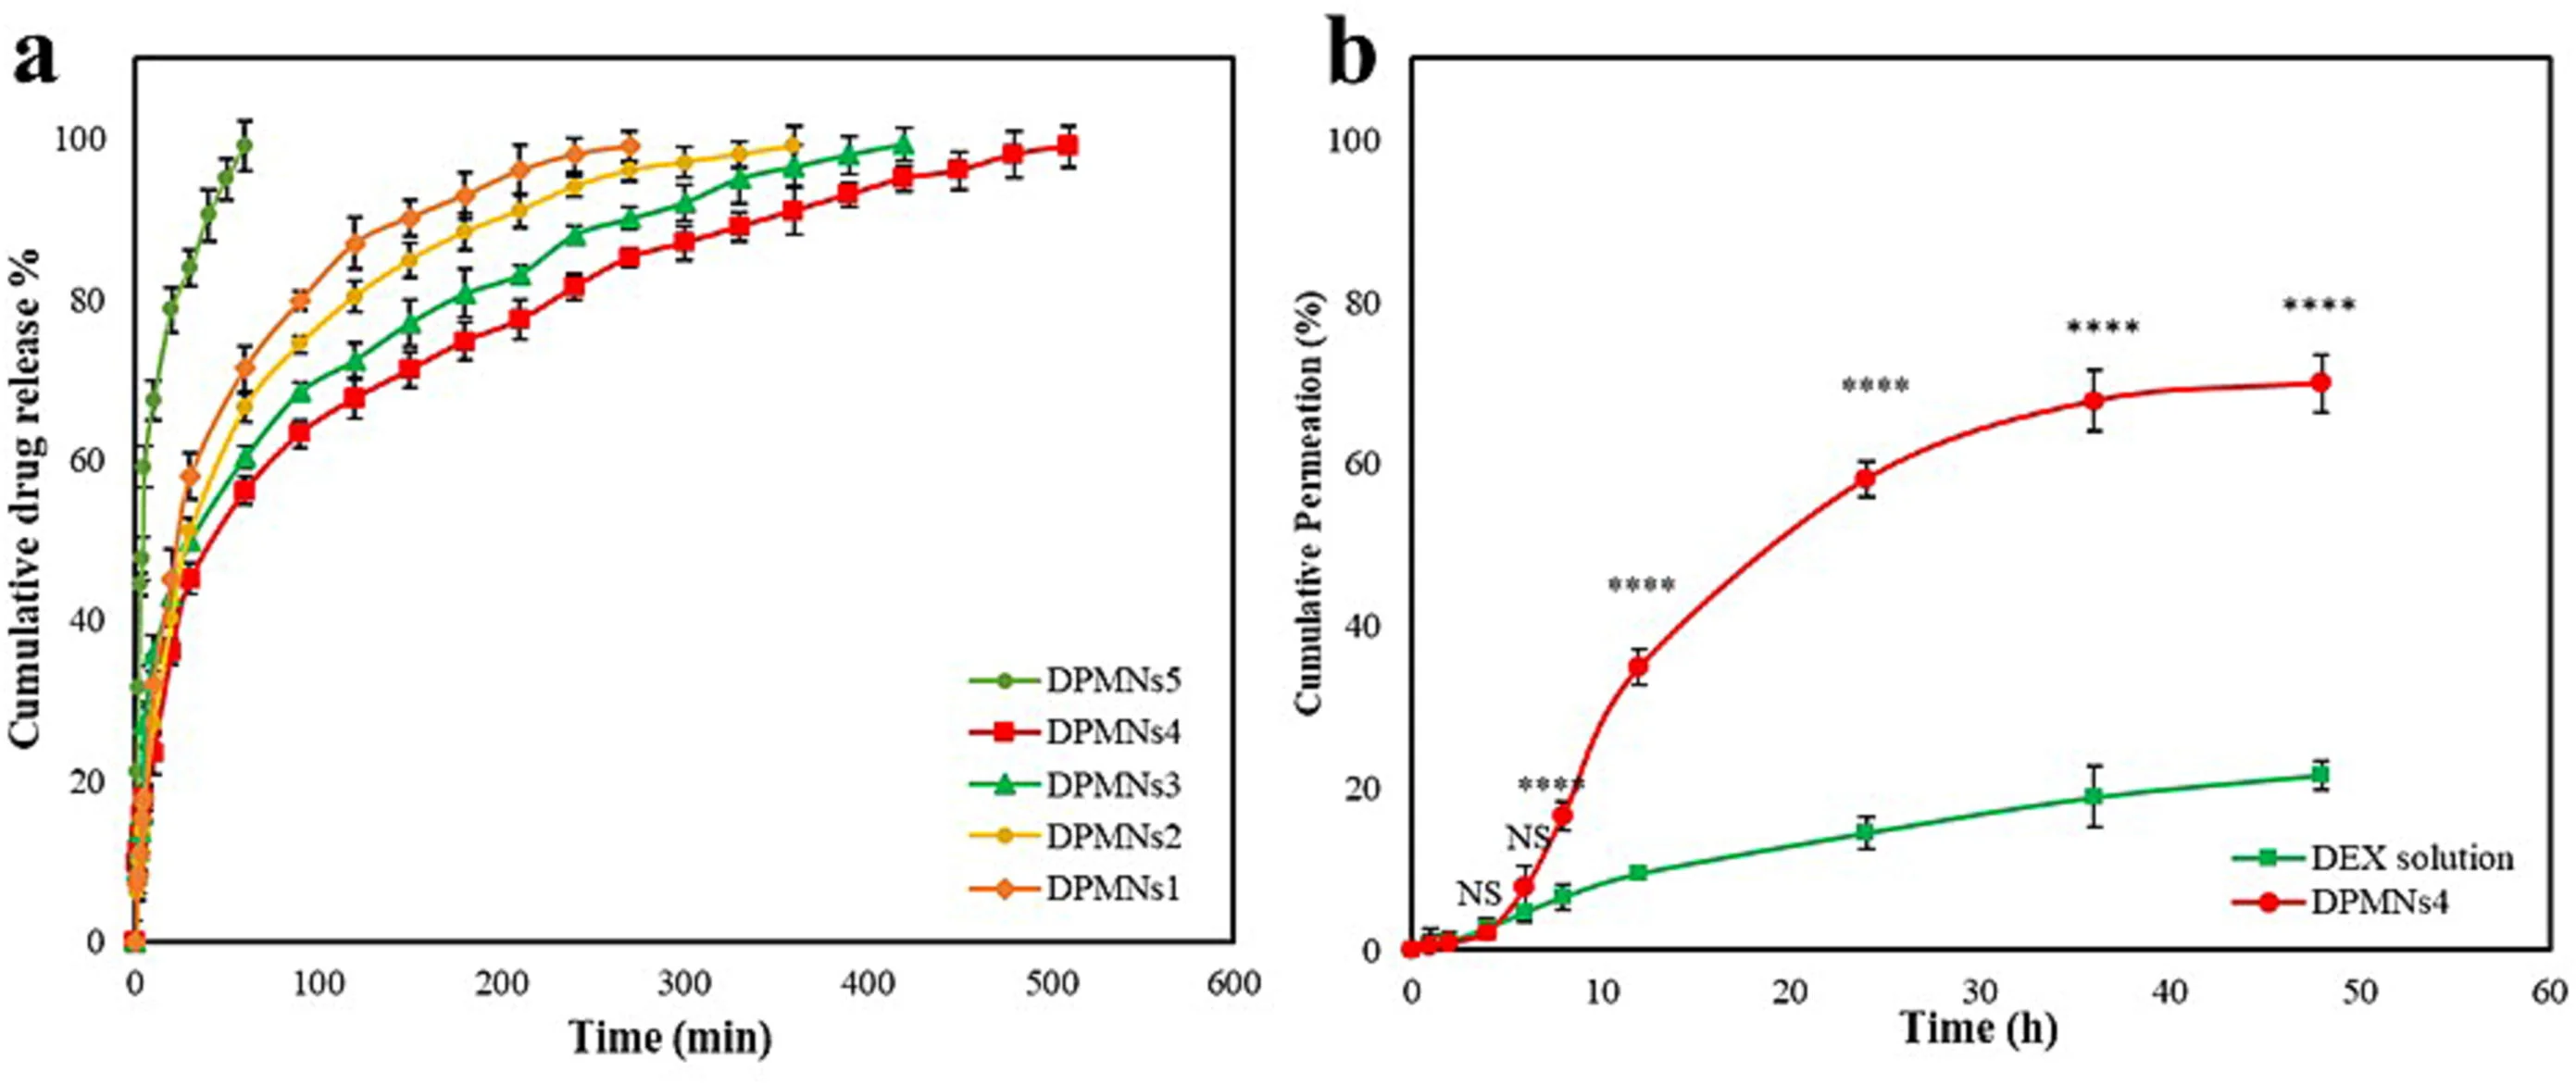 a
Cumulative drug release %
100
80
60
40
20
0
0 100 200 300 400 500 600
Time (min)
DPMNs5
DPMNs4
DPMNs3
DPMNs2
DPMNs1
b
Cumulative Permeation (%)
100
80
60
40
20
0
0 10 20 30 40 50 60
Time (h)
NS
NS
****
****
****
****
****
DEX solution
DPMNs4